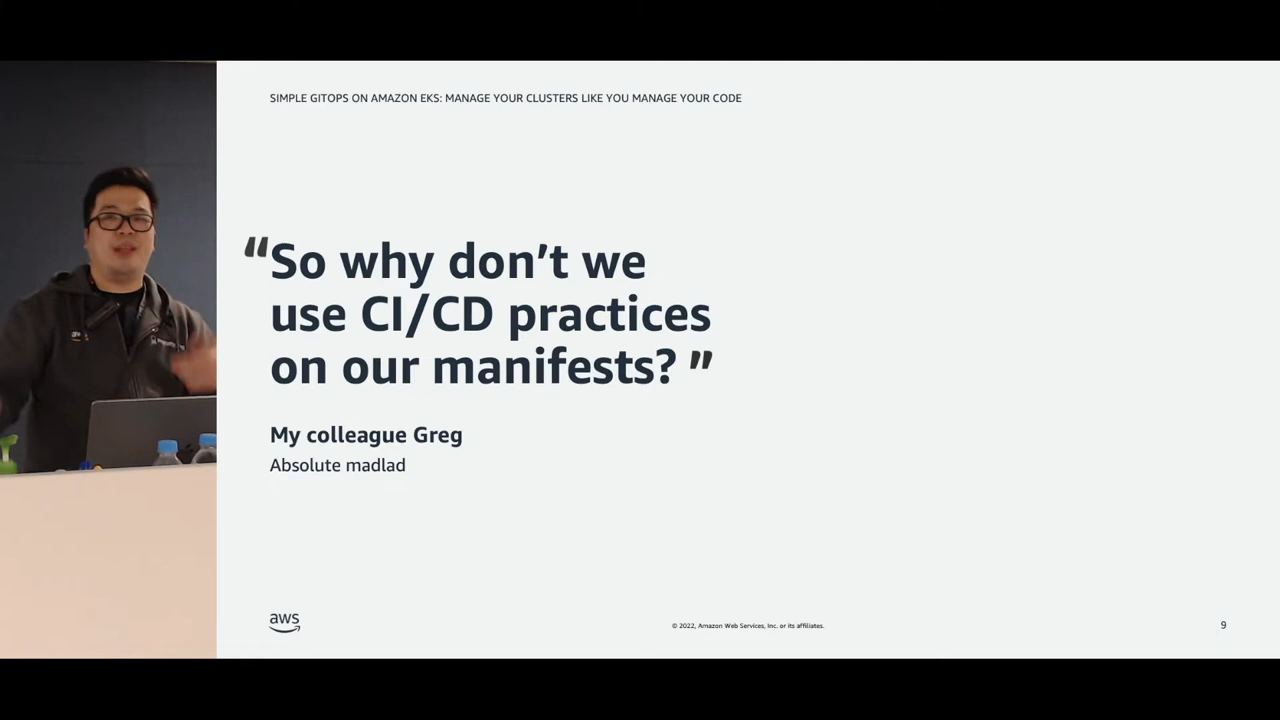 SIMPLE GITOPS ON AMAZON EKS: MANAGE YOUR CLUSTERS LIKE YOU MANAGE YOUR CODE
“So why don’t we
use CI/CD practices
on our manifests?”
My colleague Greg
Absolute madlad
aws
© 2022, Amazon Web Services, Inc. or its affiliates.
9